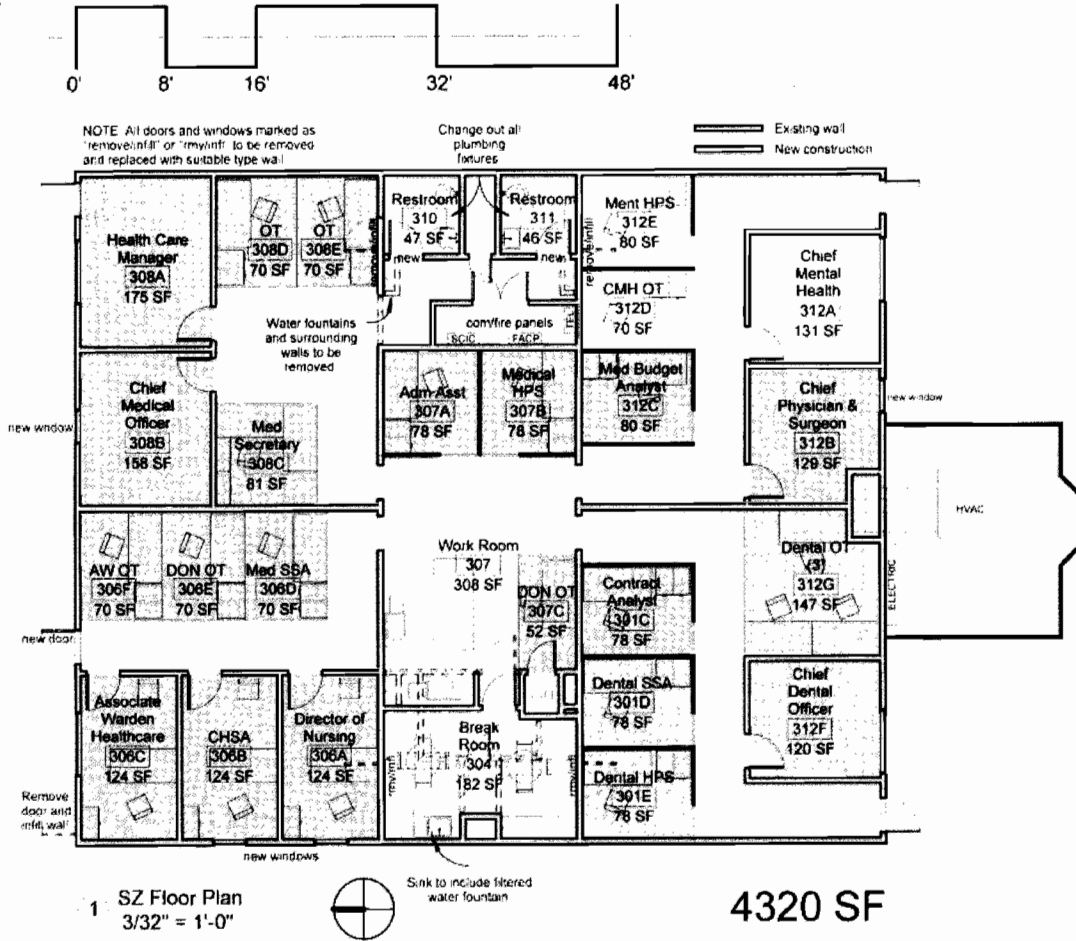 0' 8' 16' 32' 48'
NOTE All doors and windows marked as
"remove/infill" or "rmv/infl" to be removed
and replaced with suitable type wall
Change out all
plumbing
fixtures
Existing wall
New construction
Health Care
Manager
308A
175 SF
OT
308D
70 SF
OT
308E
70 SF
remove/infill
Restroom
310
47 SF
new
Restroom
311
46 SF
new
remove/infill
Ment HPS
312E
80 SF
CMH OT
312D
70 SF
Chief
Mental
Health
312A
131 SF
Water fountains
and surrounding
walls to be
removed
com/fire panels
SCIC
FACP
Chief
Medical
Officer
308B
158 SF
new window
Med
Secretary
308C
81 SF
Adm Asst
307A
78 SF
Medical
HPS
307B
78 SF
Med Budget
Analyst
312C
80 SF
Chief
Physician &
Surgeon
312B
129 SF
new window
HVAC
ELECTRIC
AW OT
306F
70 SF
DON OT
306E
70 SF
Med SSA
306D
70 SF
Work Room
307
308 SF
DON OT
307C
52 SF
Contract
Analyst
301C
78 SF
Dental OT
(3)
312G
147 SF
new door
Associate
Warden
Healthcare
306C
124 SF
CHSA
306B
124 SF
Director of
Nursing
306A
124 SF
Break
Room
304
182 SF
rmv/infl
rmv/infl
Dental SSA
301D
78 SF
Dental HPS
301E
78 SF
Chief
Dental
Officer
312F
120 SF
Remove
door and
infill wall
new windows
Sink to include filtered
water fountain
1 SZ Floor Plan
3/32" = 1'-0"
4320 SF